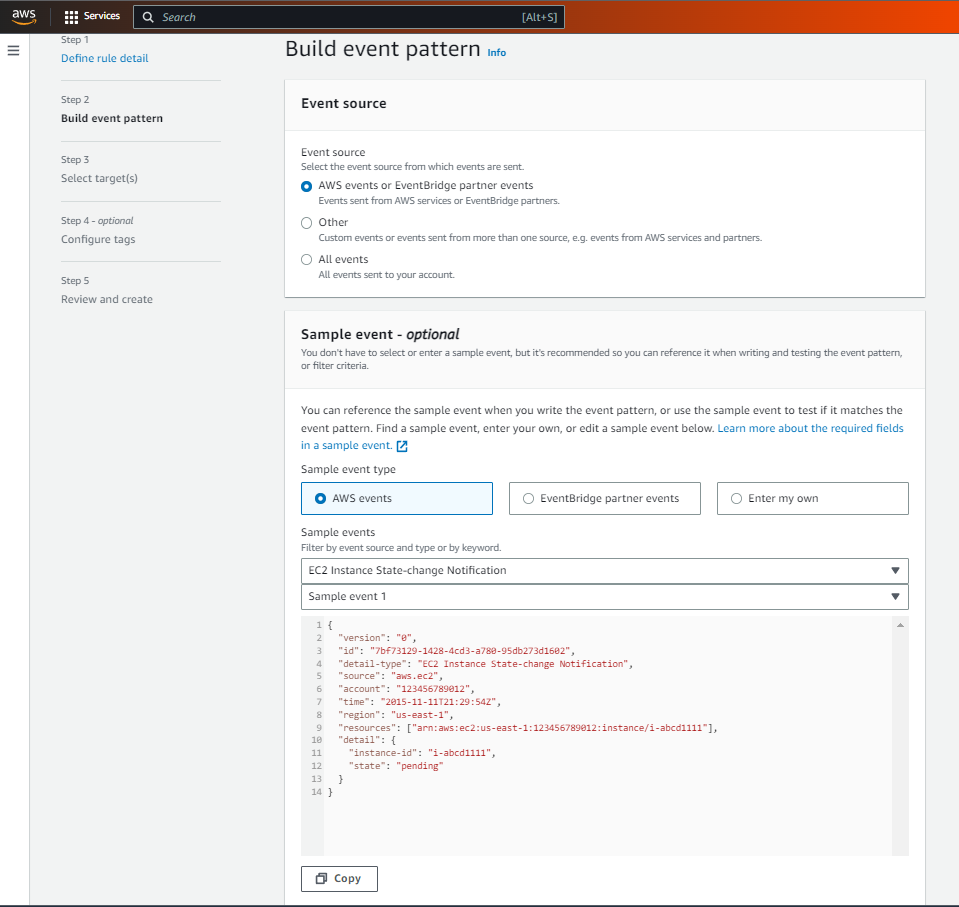 aws
Services
Search
[Alt+S]
Step 1
Define rule detail
Step 2
Build event pattern
Step 3
Select target(s)
Step 4 - optional
Configure tags
Step 5
Review and create
Build event pattern Info
Event source
Event source
Select the event source from which events are sent.
AWS events or EventBridge partner events
Events sent from AWS services or EventBridge partners.
Other
Custom events or events sent from more than one source, e.g. events from AWS services and partners.
All events
All events sent to your account.
Sample event - optional
You don't have to select or enter a sample event, but it's recommended so you can reference it when writing and testing the event pattern,
or filter criteria.
You can reference the sample event when you write the event pattern, or use the sample event to test if it matches the
event pattern. Find a sample event, enter your own, or edit a sample event below. Learn more about the required fields
in a sample event.
Sample event type
AWS events
EventBridge partner events
Enter my own
Sample events
Filter by event source and type or by keyword.
EC2 Instance State-change Notification
Sample event 1
1 {
2 "version": "0",
3 "id": "7bf73129-1428-4cd3-a780-95db273d1602",
4 "detail-type": "EC2 Instance State-change Notification",
5 "source": "aws.ec2",
6 "account": "123456789012",
7 "time": "2015-11-11T21:29:54Z",
8 "region": "us-east-1",
9 "resources": ["arn:aws:ec2:us-east-1:123456789012:instance/i-abcd1111"],
10 "detail": {
11 "instance-id": "i-abcd1111",
12 "state": "pending"
13 }
14 }
Copy